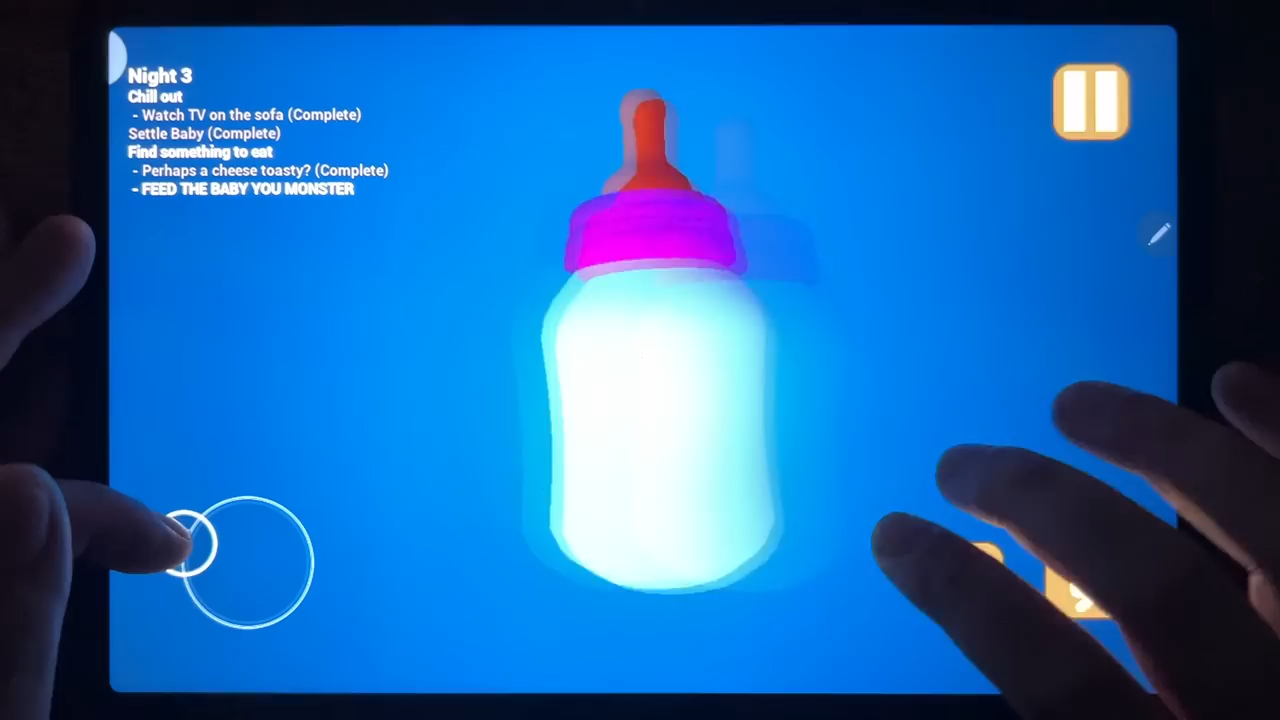 Night 3
Chill out
- Watch TV on the sofa (Complete)
Settle Baby (Complete)
Find something to eat
- Perhaps a cheese toasty? (Complete)
- FEED THE BABY YOU MONSTER